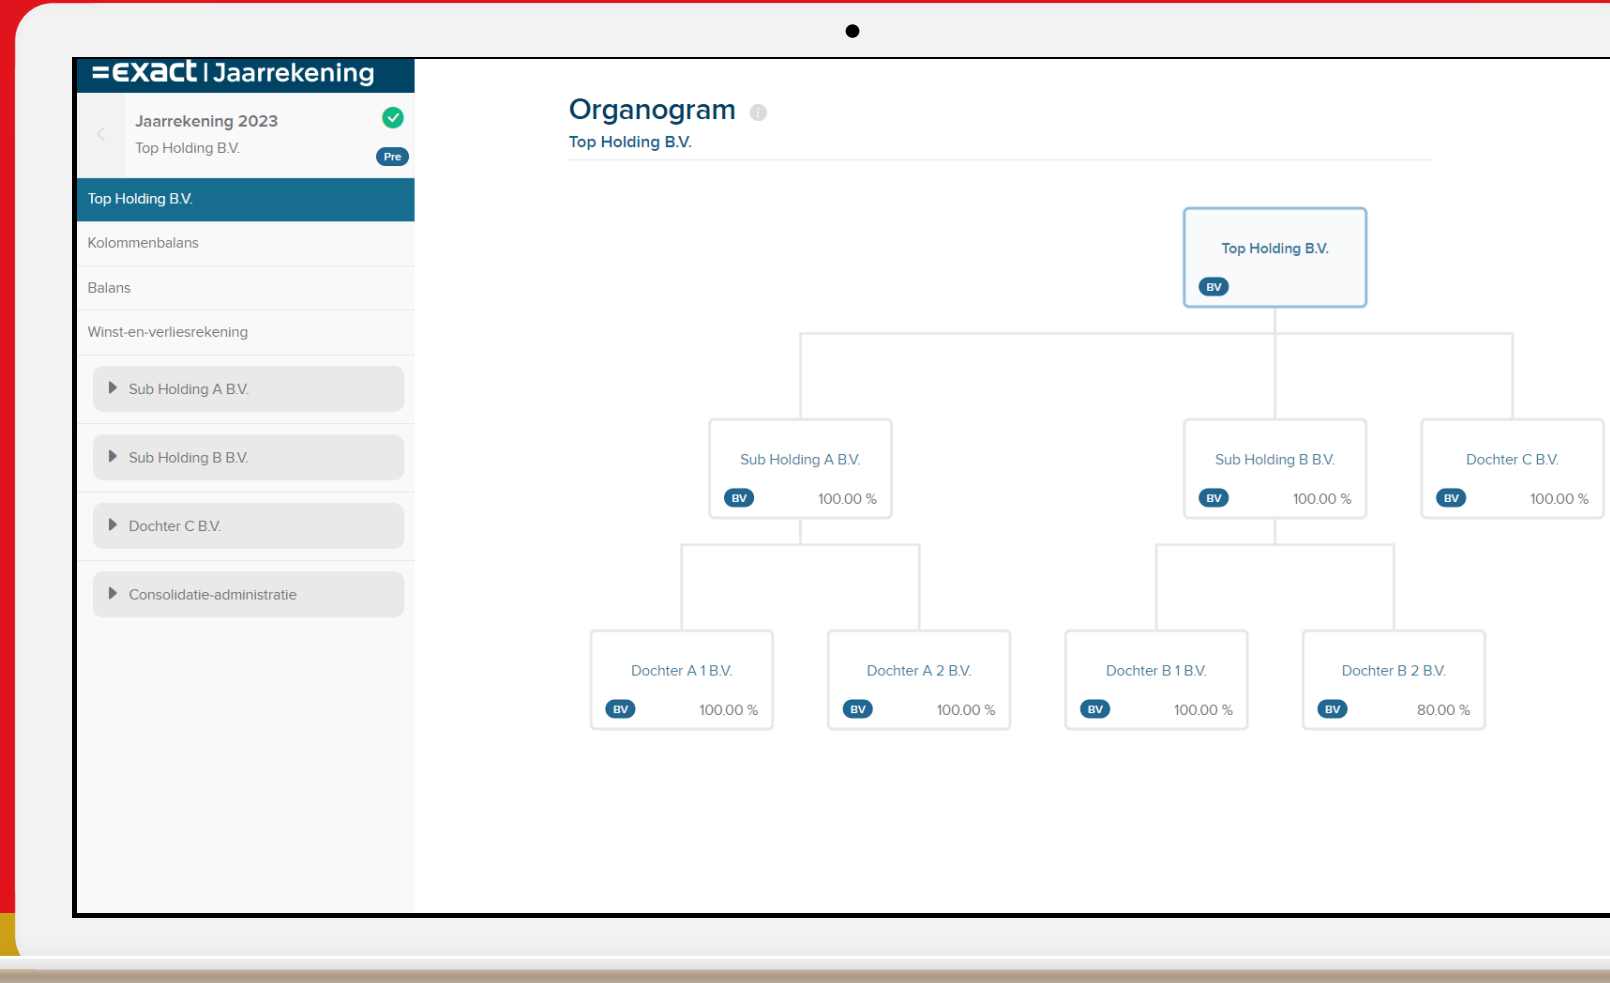 =exact | Jaarrekening
Jaarrekening 2023
Top Holding B.V.
Pre
Top Holding B.V.
Kolommenbalans
Balans
Winst-en-verliesrekening
Sub Holding A B.V.
Sub Holding B B.V.
Dochter C B.V.
Consolidatie-administratie
Organogram i
Top Holding B.V.
Top Holding B.V.
BV
Sub Holding A B.V.
BV 100.00 %
Sub Holding B B.V.
BV 100.00 %
Dochter C B.V.
BV 100.00 %
Dochter A 1 B.V.
BV 100.00 %
Dochter A 2 B.V.
BV 100.00 %
Dochter B 1 B.V.
BV 100.00 %
Dochter B 2 B.V.
BV 80.00 %